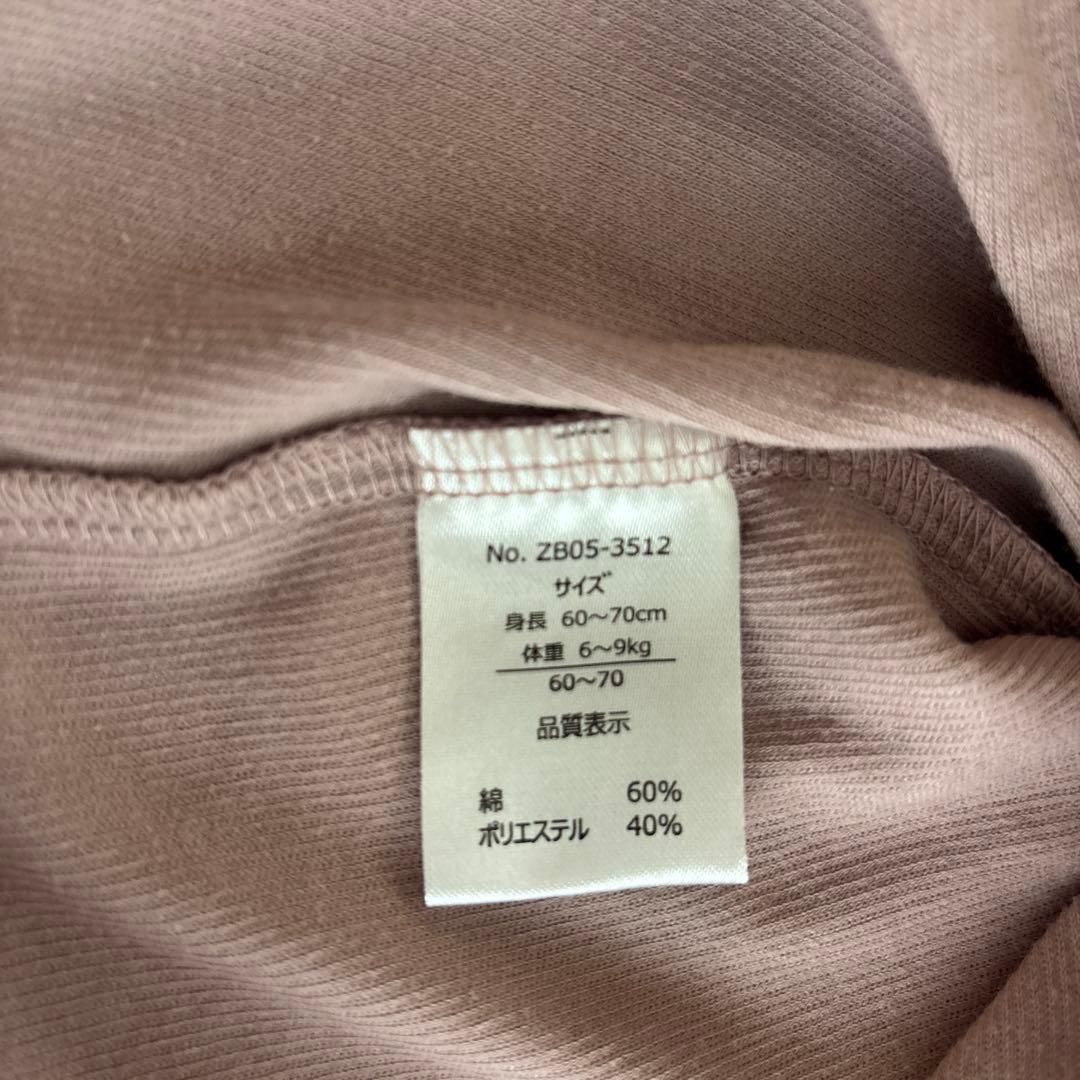 No. ZB05-3512
サイズ
身長 60～70cm
体重 6～9kg
60～70
品質表示
綿 60%
ポリエステル 40%